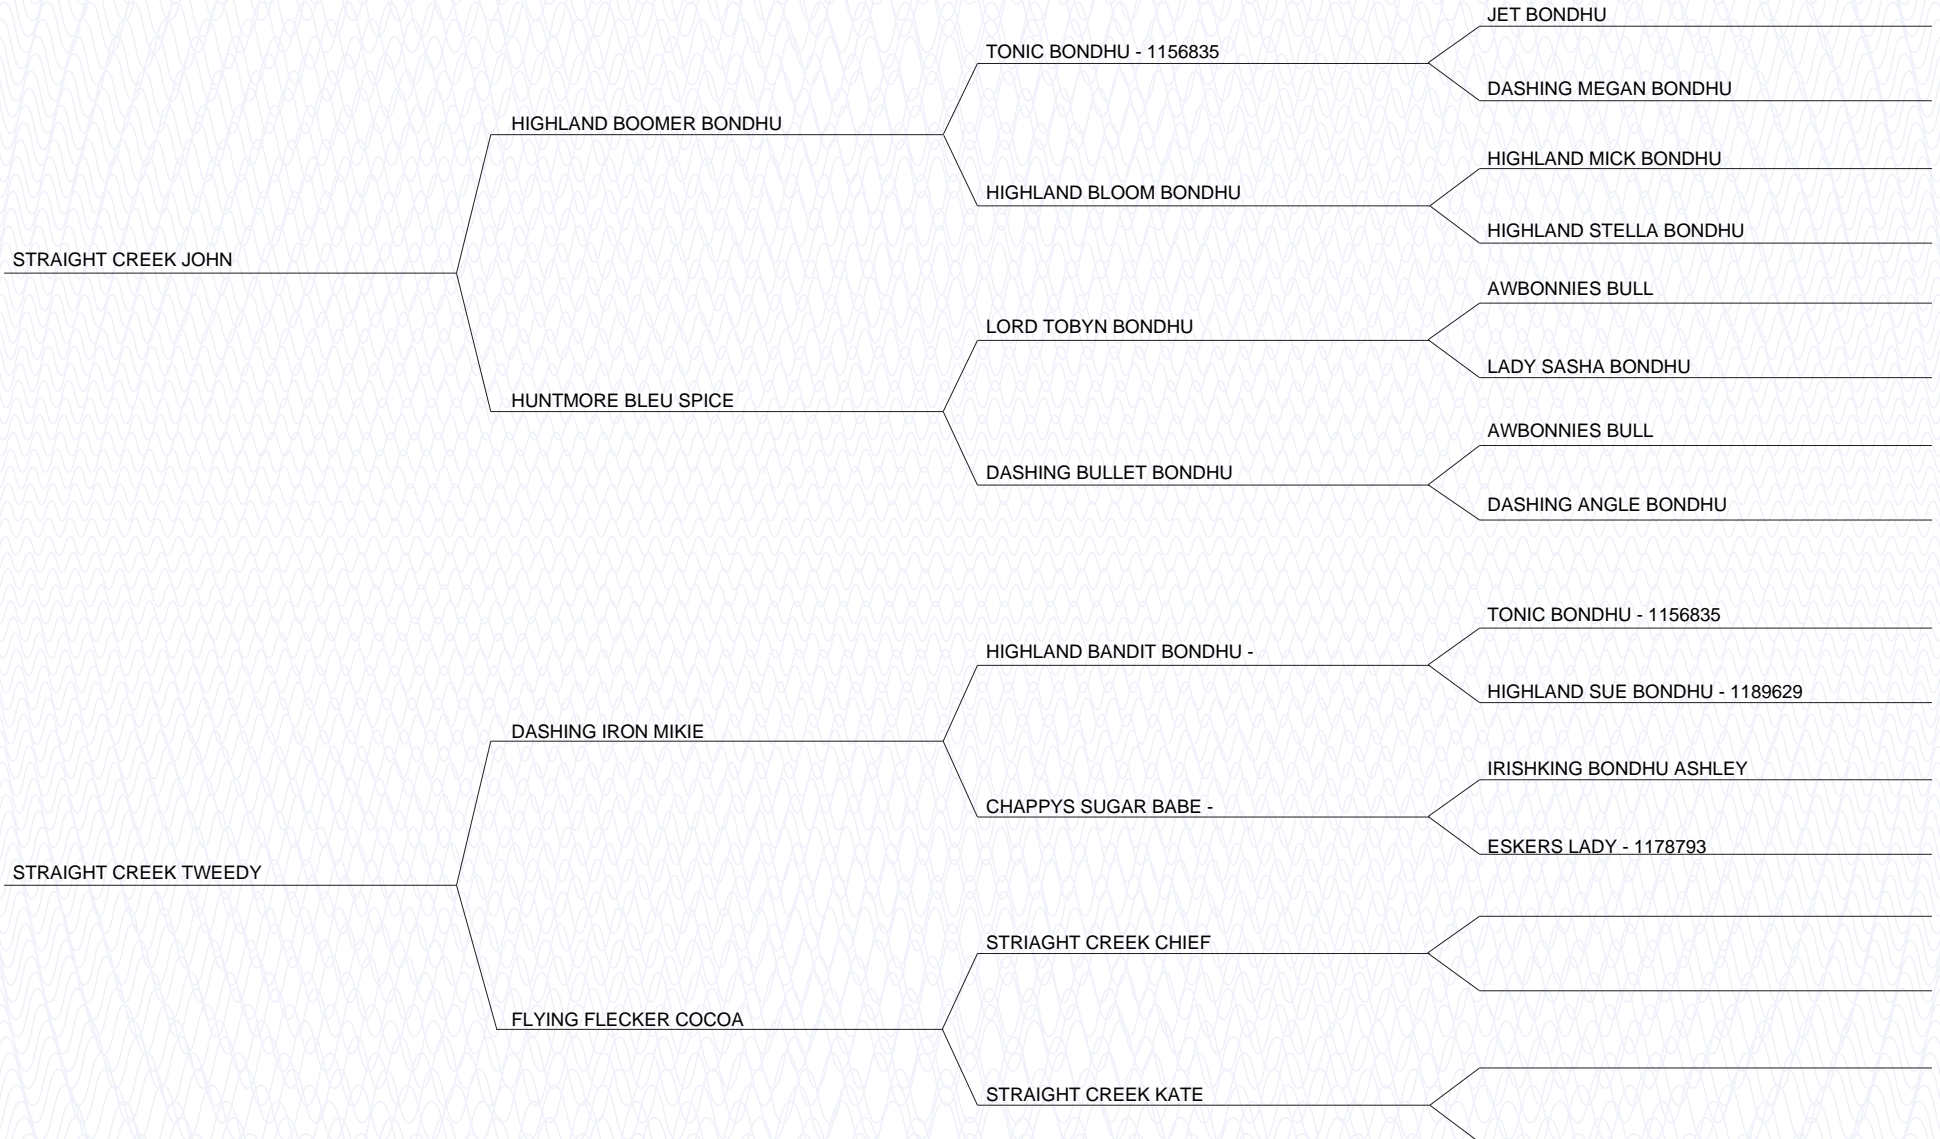 JET BONDHU
TONIC BONDHU - 1156835
DASHING MEGAN BONDHU
HIGHLAND BOOMER BONDHU
HIGHLAND MICK BONDHU
HIGHLAND BLOOM BONDHU
HIGHLAND STELLA BONDHU
STRAIGHT CREEK JOHN
AWBONNIES BULL
LORD TOBYN BONDHU
LADY SASHA BONDHU
HUNTMORE BLEU SPICE
AWBONNIES BULL
DASHING BULLET BONDHU
DASHING ANGLE BONDHU
TONIC BONDHU - 1156835
HIGHLAND BANDIT BONDHU -
HIGHLAND SUE BONDHU - 1189629
DASHING IRON MIKIE
IRISHKING BONDHU ASHLEY
CHAPPYS SUGAR BABE -
ESKERS LADY - 1178793
STRAIGHT CREEK TWEEDY
STRIAGHT CREEK CHIEF
FLYING FLECKER COCOA
STRAIGHT CREEK KATE